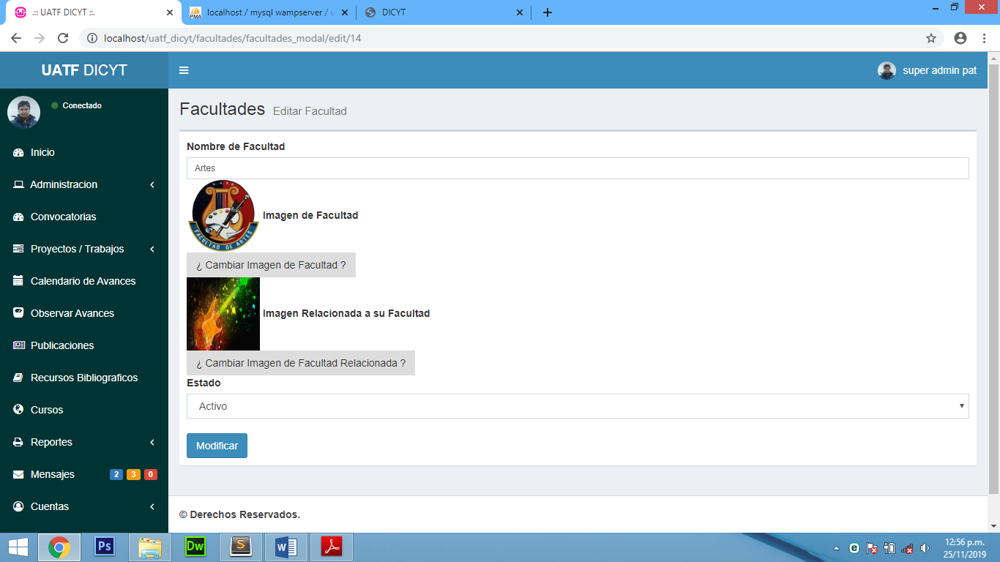 .:: UATF DICYT ::.
localhost / mysql wampserver / u
DICYT
localhost/uatf_dicyt/facultades/facultades_modal/edit/14
UATF DICYT
super admin pat
Conectado
Inicio
Administracion
Convocatorias
Proyectos / Trabajos
Calendario de Avances
Observar Avances
Publicaciones
Recursos Bibliograficos
Cursos
Reportes
Mensajes 2 3 0
Cuentas
Facultades Editar Facultad
Nombre de Facultad
Artes
U.A.T.F.
FACULTAD DE ARTES
Imagen de Facultad
¿ Cambiar Imagen de Facultad ?
Imagen Relacionada a su Facultad
¿ Cambiar Imagen de Facultad Relacionada ?
Estado
Activo
Modificar
© Derechos Reservados.
Ps
Dw
S
W
12:56 p.m.
25/11/2019